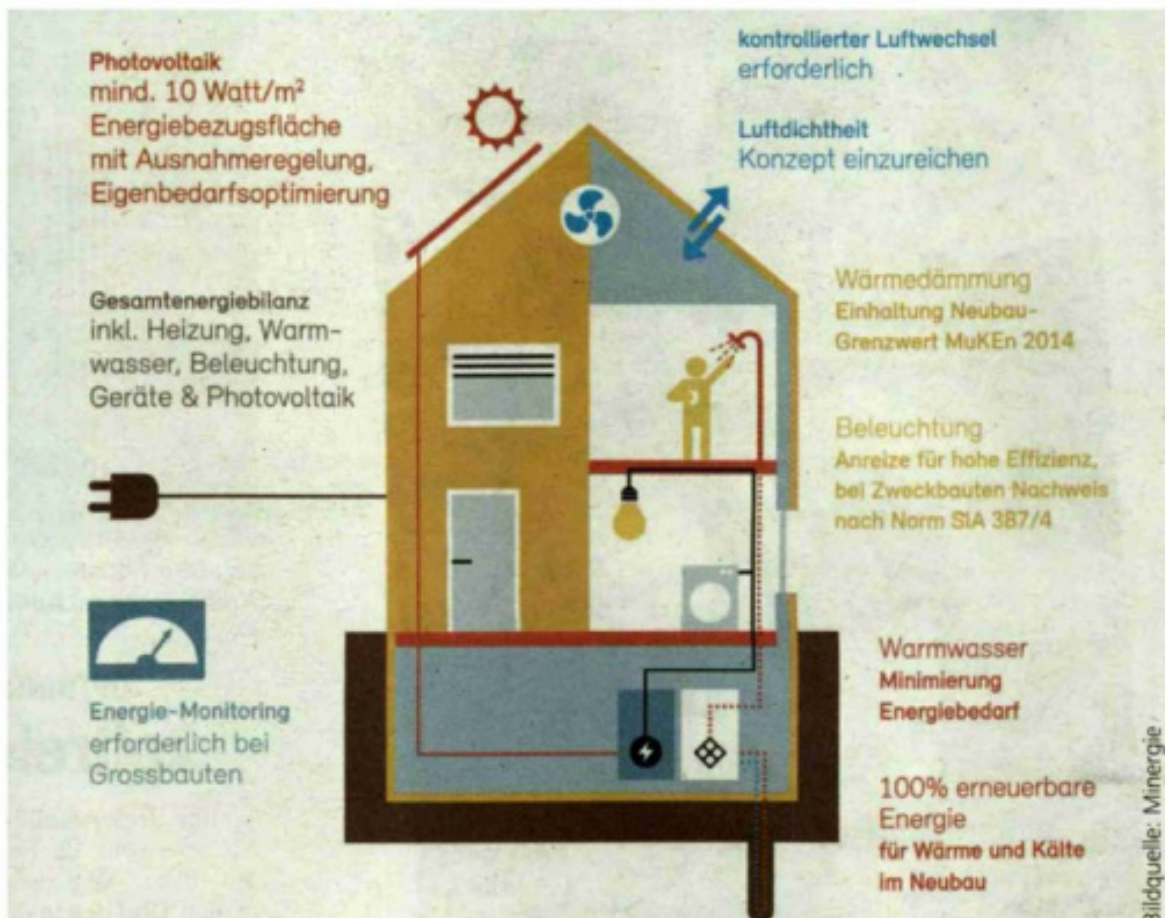 Photovoltaik
mind. 10 Watt/m²
Energiebezugsfläche
mit Ausnahmeregelung,
Eigenbedarfsoptimierung
kontrollierter Luftwechsel
erforderlich
Luftdichtheit
Konzept einzureichen
Gesamtenergiebilanz
inkl. Heizung, Warm-
wasser, Beleuchtung,
Geräte & Photovoltaik
Wärmedämmung
Einhaltung Neubau-
Grenzwert MuKEn 2014
Beleuchtung
Anreize für hohe Effizienz,
bei Zweckbauten Nachweis
nach Norm SIA 387/4
Energie-Monitoring
erforderlich bei
Grossbauten
Warmwasser
Minimierung
Energiebedarf
100% erneuerbare
Energie
für Wärme und Kälte
im Neubau
Bildquelle: Minergie